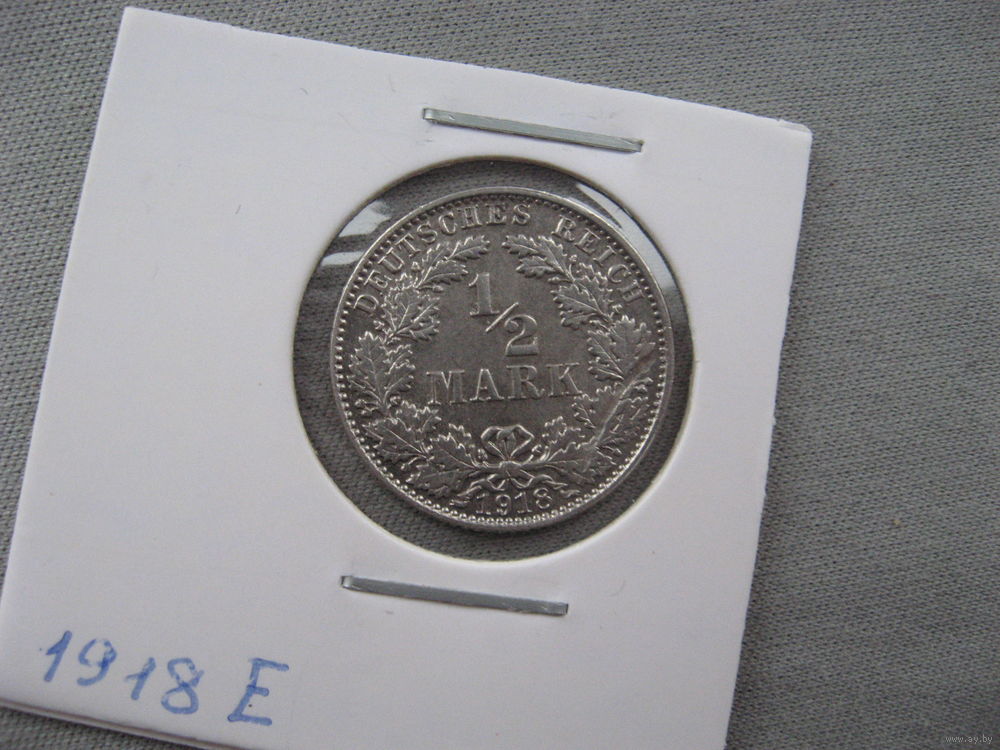 DEUTSCHES REICH
1/2
MARK
1918
1918 E
www.ay.by